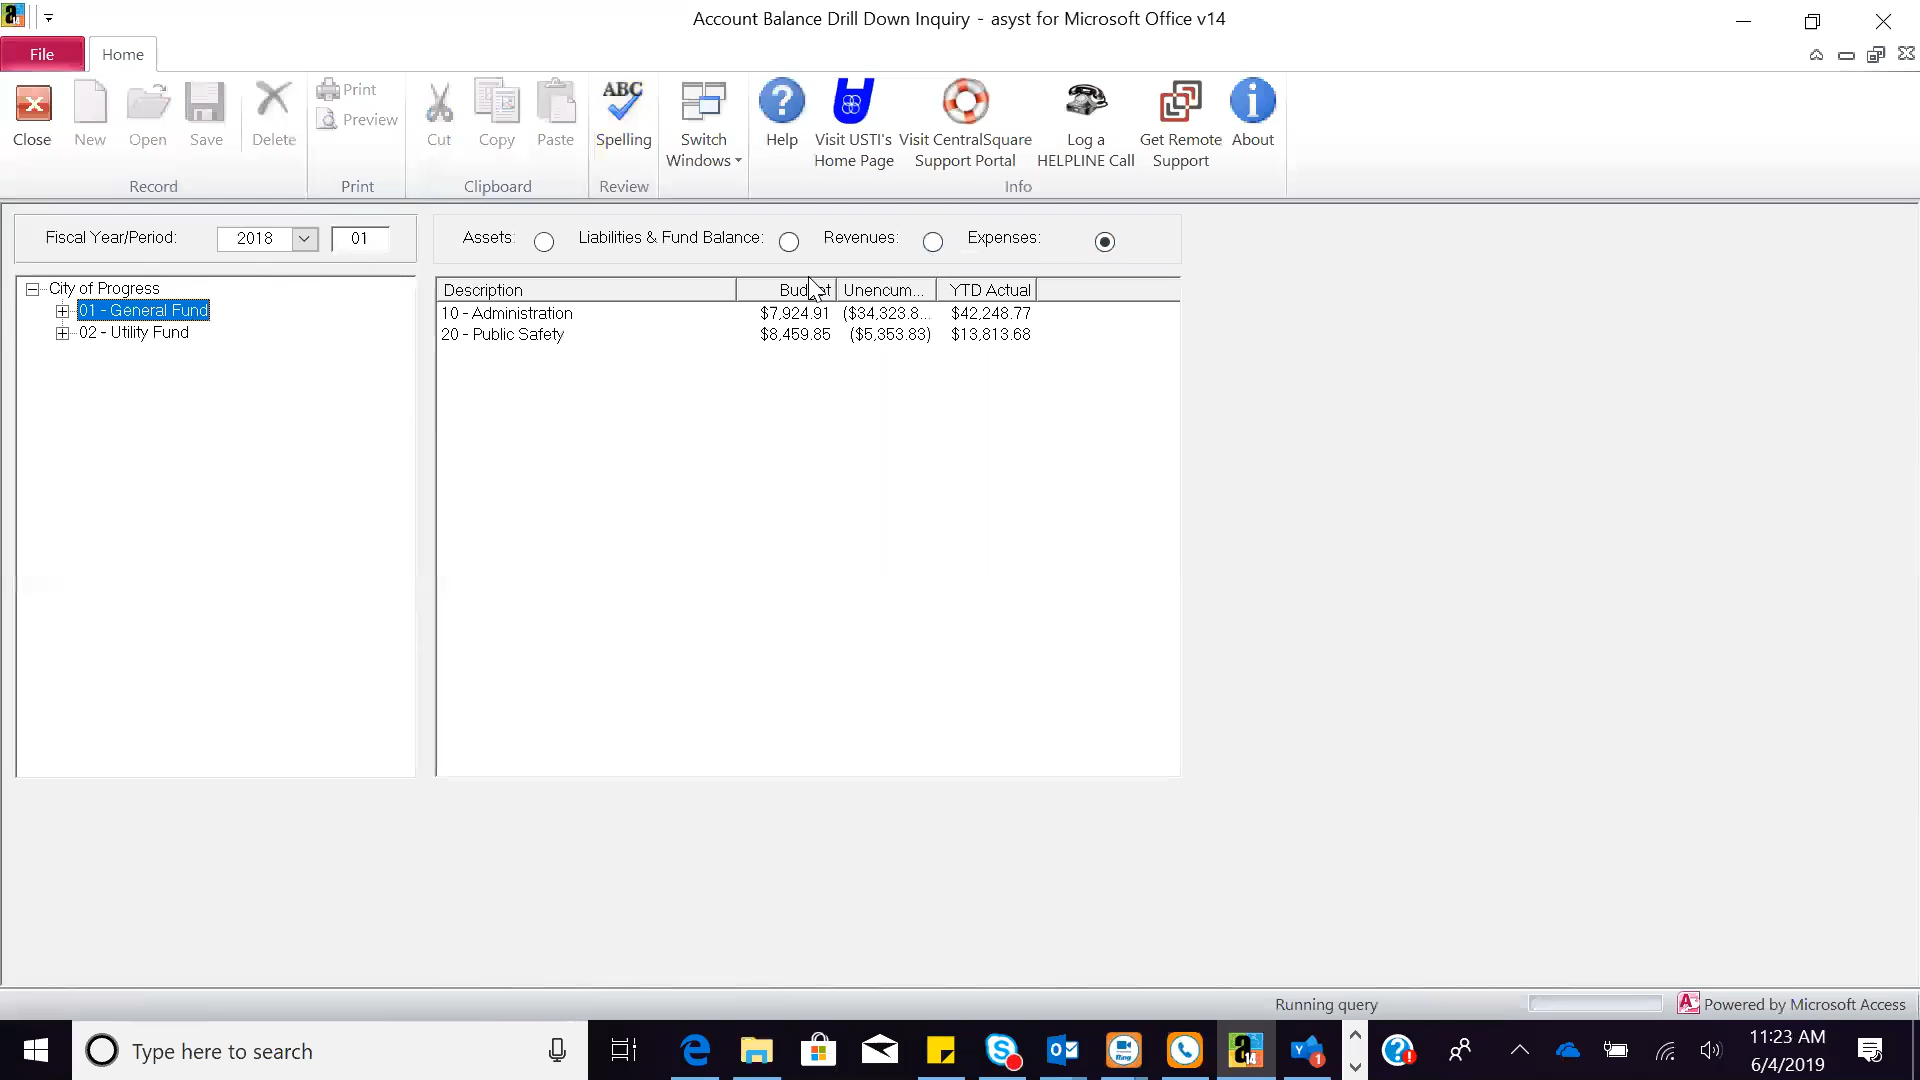 Account Balance Drill Down Inquiry - asyst for Microsoft Office v14
File Home
Close New Open Save Delete
Print
Preview
Cut Copy Paste
ABC
Spelling
Switch Windows
Help
Visit USTI's Home Page
Visit CentralSquare Support Portal
Log a HELPLINE Call
Get Remote Support
About
Record Print Clipboard Review Info
Fiscal Year/Period: 2018 01
Assets: Liabilities & Fund Balance: Revenues: Expenses:
City of Progress
01 - General Fund
02 - Utility Fund
Description Unencum... YTD Actual
10 - Administration $7,924.91 ($34,323.8... $42,248.77
20 - Public Safety $8,459.85 ($5,353.83) $13,813.68
Running query
Powered by Microsoft Access
Type here to search
11:23 AM
6/4/2019